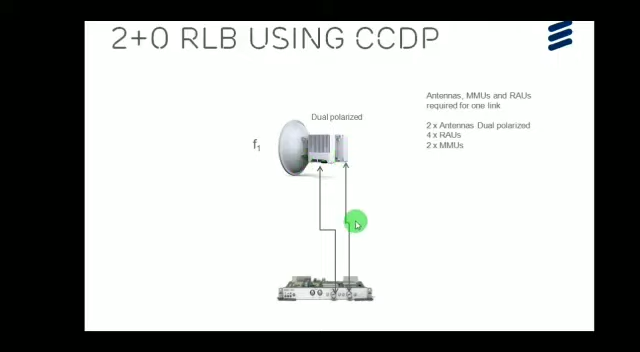 2+0 RLB USING CCDP
Antennas, MMUs and RAUs
required for one link
Dual polarized
2 x Antennas Dual polarized
4 x RAUs
2 x MMUs
f1